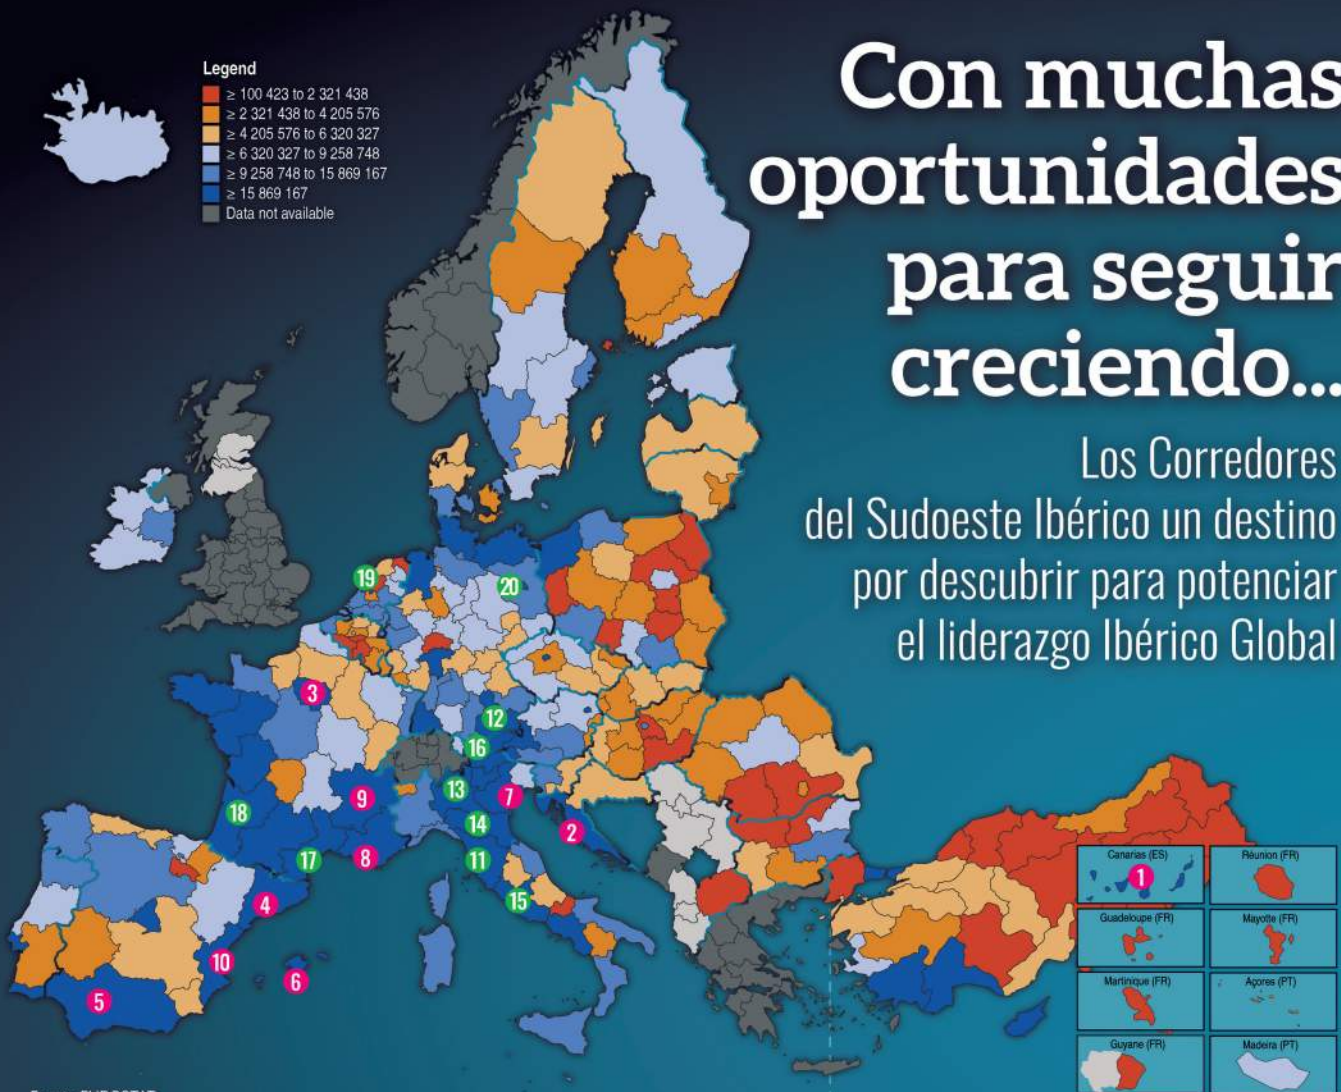 Legend
≥ 100 423 to 2 321 438
≥ 2 321 438 to 4 205 576
≥ 4 205 576 to 6 320 327
≥ 6 320 327 to 9 258 748
≥ 9 258 748 to 15 869 167
≥ 15 869 167
Data not available
Con muchas
oportunidades
para seguir
creciendo...
Los Corredores
del Sudoeste Ibérico un destino
por descubrir para potenciar
el liderazgo Ibérico Global
19
20
3
12
16
9
13
7
18
14
2
8
17
11
4
15
10
6
5
Canarias (ES)
1
Réunion (FR)
Guadeloupe (FR)
Mayotte (FR)
Martinique (FR)
Açores (PT)
Guyane (FR)
Madeira (PT)